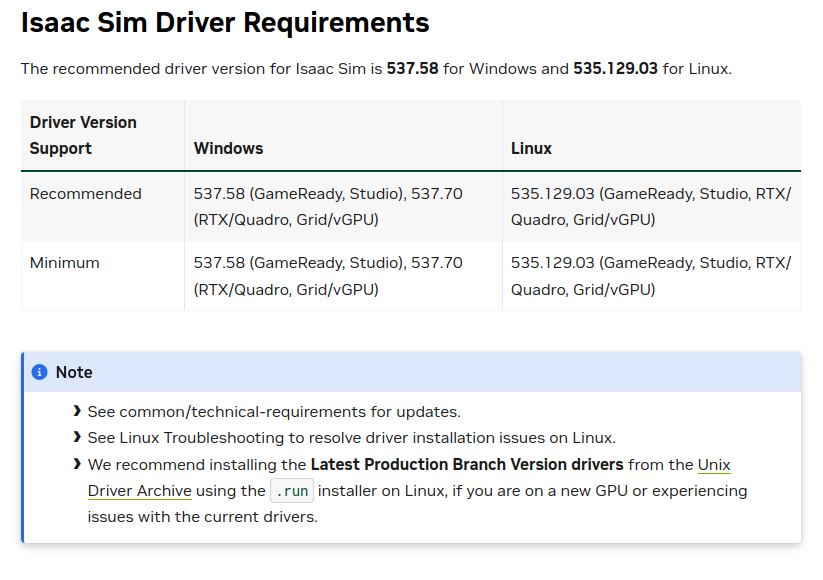 Isaac Sim Driver Requirements
The recommended driver version for Isaac Sim is 537.58 for Windows and 535.129.03 for Linux.
Driver Version
Support
Windows
Linux
Recommended
537.58 (GameReady, Studio), 537.70
(RTX/Quadro, Grid/vGPU)
535.129.03 (GameReady, Studio, RTX/
Quadro, Grid/vGPU)
Minimum
537.58 (GameReady, Studio), 537.70
(RTX/Quadro, Grid/vGPU)
535.129.03 (GameReady, Studio, RTX/
Quadro, Grid/vGPU)
Note
❯ See common/technical-requirements for updates.
❯ See Linux Troubleshooting to resolve driver installation issues on Linux.
❯ We recommend installing the Latest Production Branch Version drivers from the Unix
Driver Archive using the .run installer on Linux, if you are on a new GPU or experiencing
issues with the current drivers.